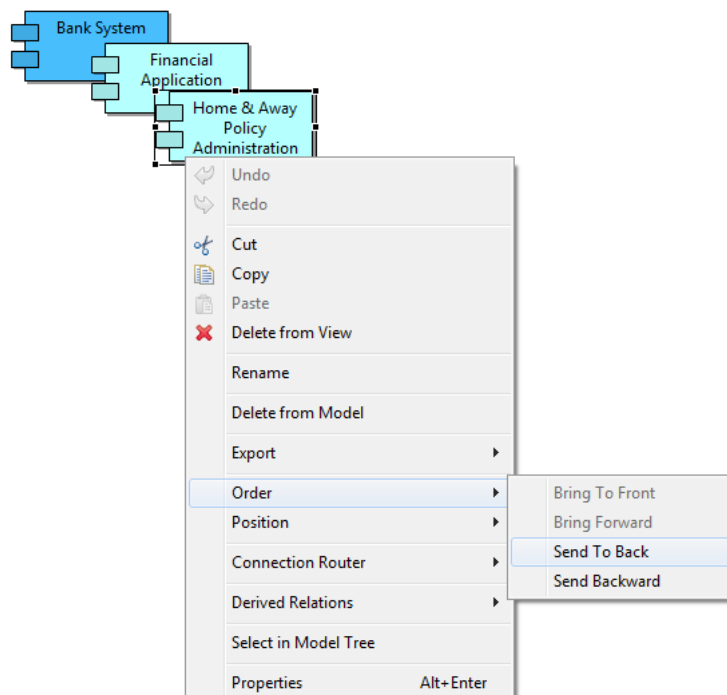 Bank System
Financial
Application
Home & Away
Policy
Administration
Undo
Redo
Cut
Copy
Paste
Delete from View
Rename
Delete from Model
Export
Order
Bring To Front
Position
Bring Forward
Send To Back
Connection Router
Send Backward
Derived Relations
Select in Model Tree
Properties Alt+Enter